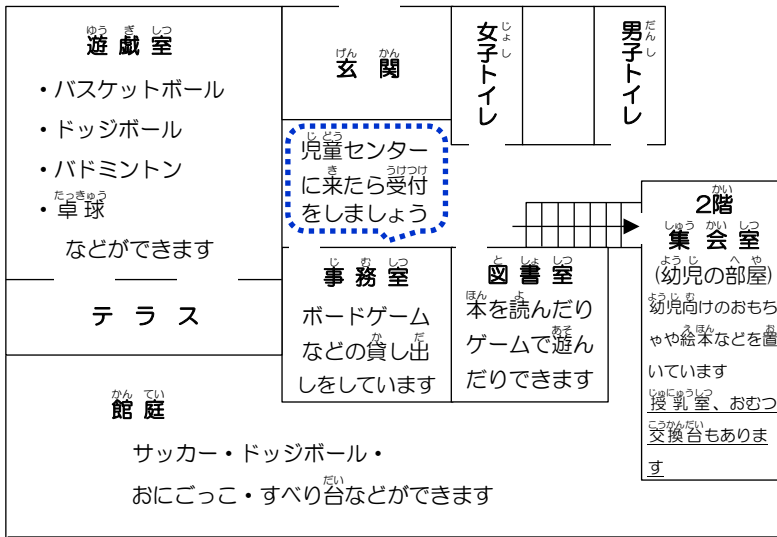 遊戯室
・バスケットボール
・ドッジボール
・バドミントン
・卓球
などができます
玄関
女子トイレ
男子トイレ
児童センター
に来たら受付
をしましょう
事務室
ボードゲーム
などの貸し出
しをしています
図書室
本を読んだり
ゲームで遊ん
だりできます
2階
集会室
(幼児の部屋)
幼児向けのおもち
ゃや絵本などを置
いています
授乳室、おむつ
交換台もありま
す
テラス
館庭
サッカー・ドッジボール・
おにごっこ・すべり台などができます